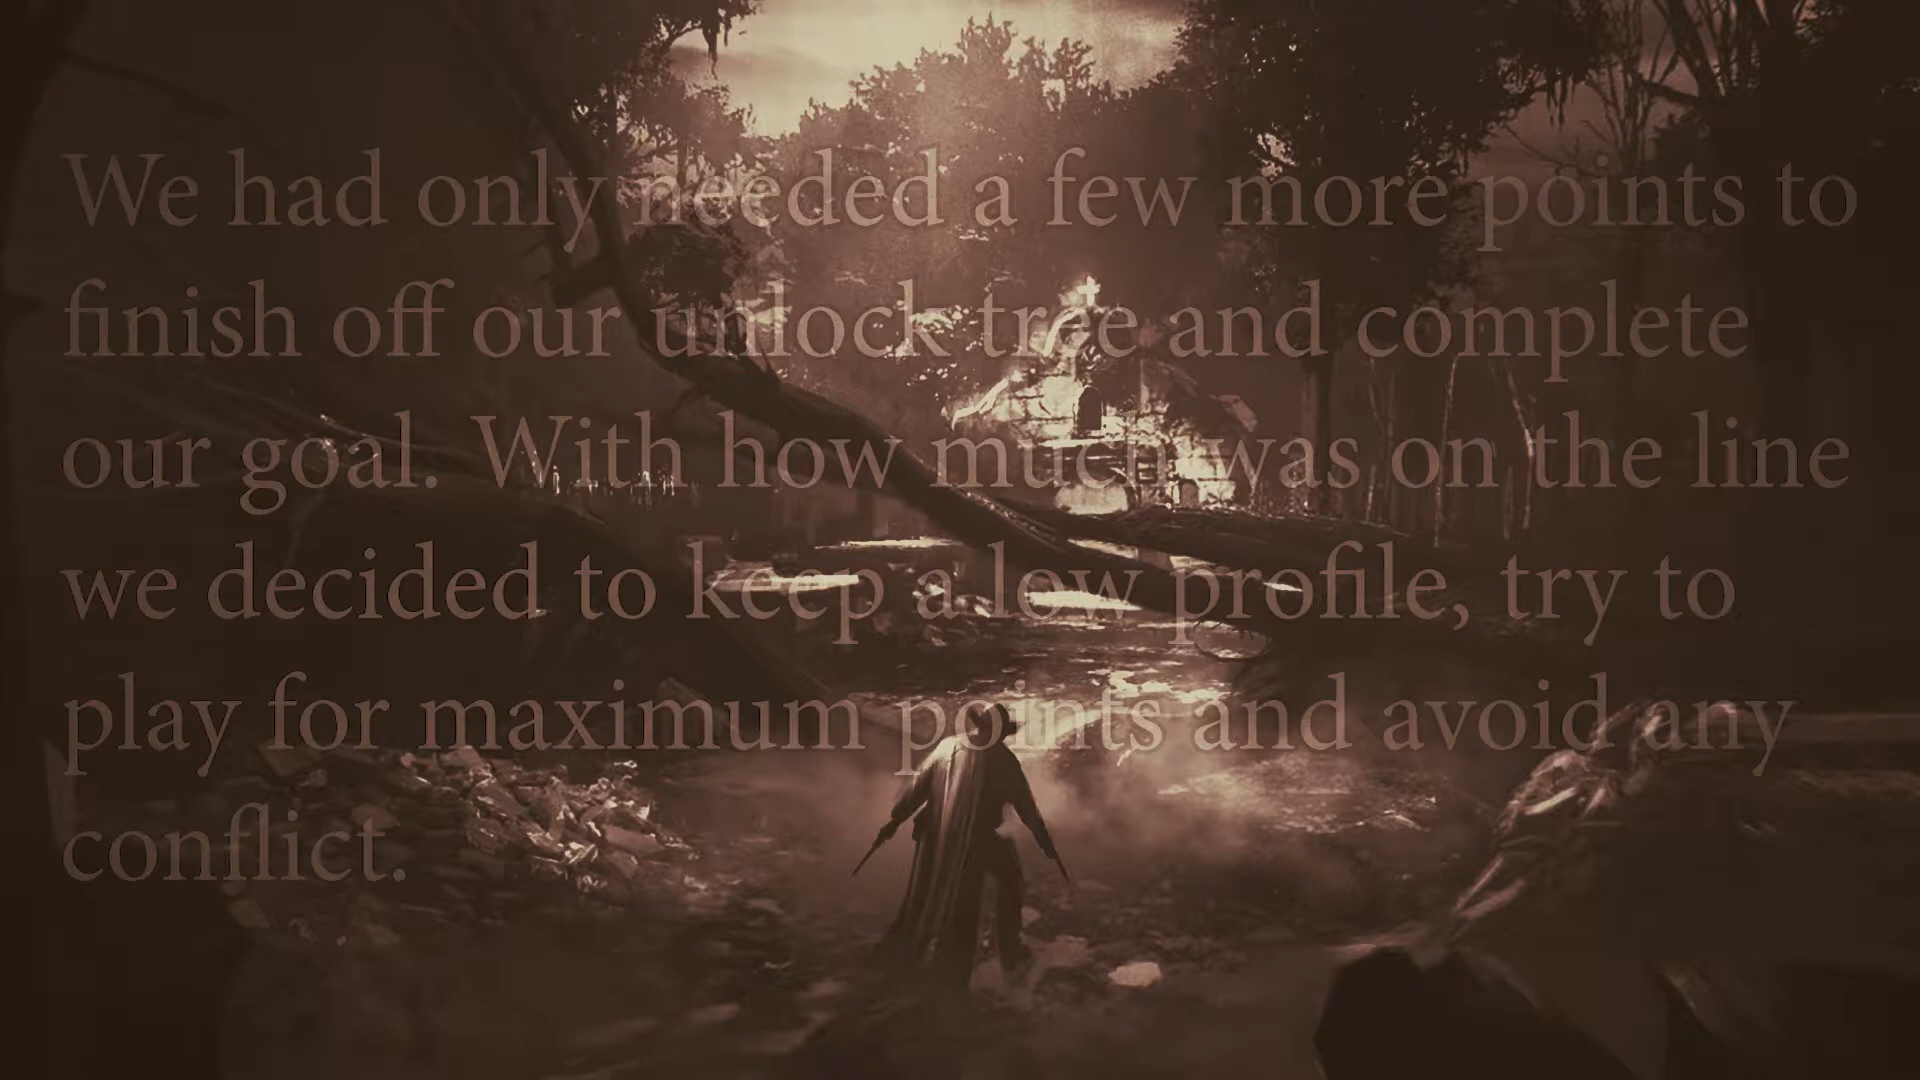 We had only needed a few more points to
finish off our unlock tree and complete
our goal. With how much was on the line
we decided to keep a low profile, try to
play for maximum points and avoid any
conflict.